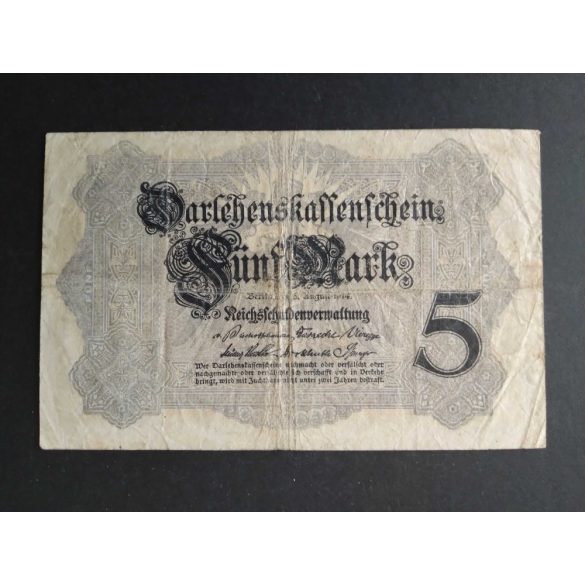 Darlehenskassenschein
Fünf Mark
Berlin, den 5. August 1914.
Reichsschuldenverwaltung
5
Wer Darlehenskassenscheine nachmacht oder verfälscht oder
nachgemachte oder verfälschte sich verschafft und in Verkehr
bringt, wird mit Zuchthaus nicht unter zwei Jahren bestraft.